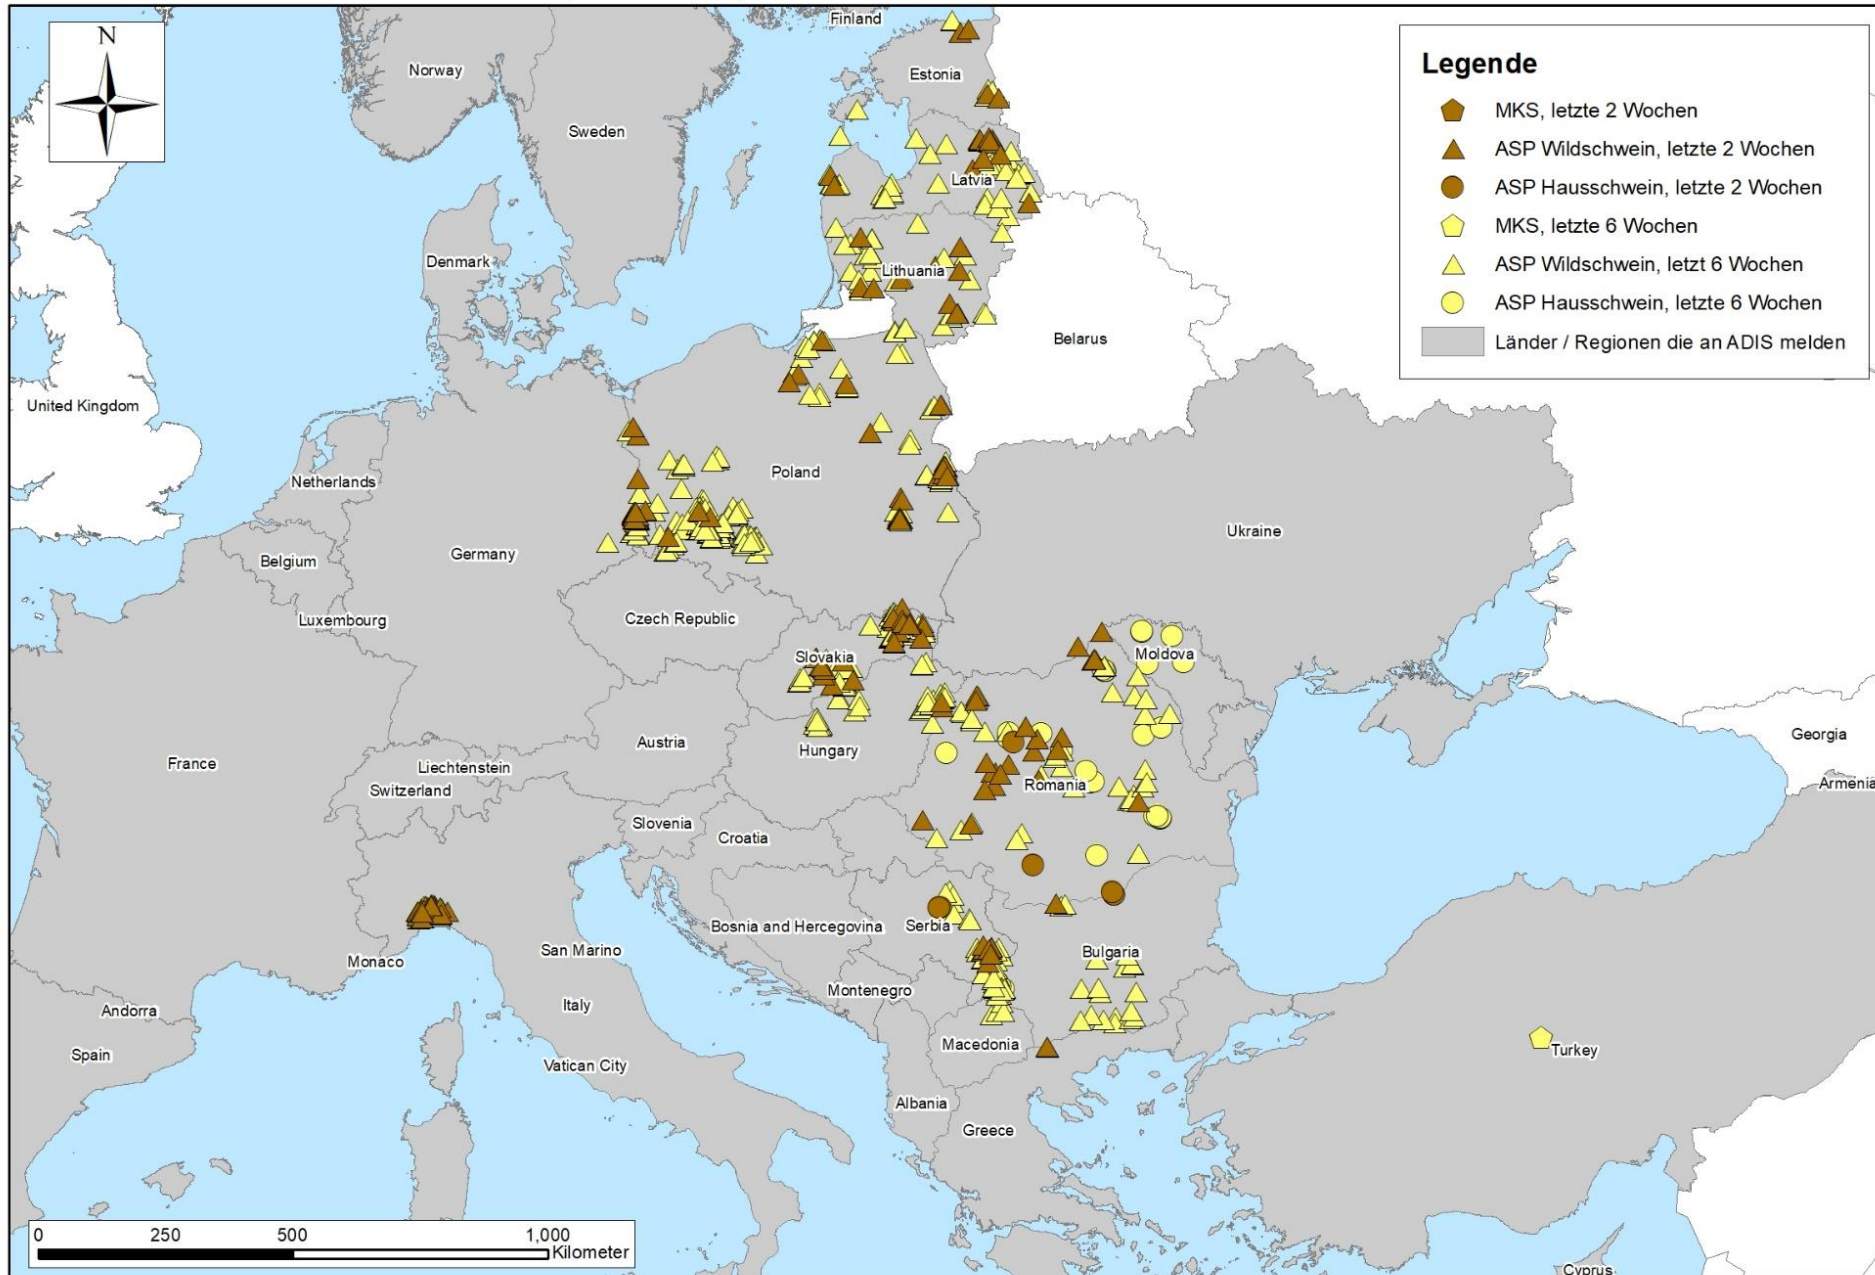 N
Finland
Norway
Estonia
Sweden
Latvia
Denmark
Lithuania
Belarus
United Kingdom
Netherlands
Poland
Ukraine
Germany
Belgium
Luxembourg
Czech Republic
Slovakia
Moldova
Georgia
Austria
Hungary
France
Liechtenstein
Switzerland
Romania
Armenia
Slovenia
Croatia
Bosnia and Hercegovina
Serbia
San Marino
Bulgaria
Monaco
Montenegro
Andorra
Italy
Macedonia
Spain
Turkey
Vatican City
Albania
Greece
Cyprus
Legende
MKS, letzte 2 Wochen
ASP Wildschwein, letzte 2 Wochen
ASP Hausschwein, letzte 2 Wochen
MKS, letzte 6 Wochen
ASP Wildschwein, letzt 6 Wochen
ASP Hausschwein, letzte 6 Wochen
Länder / Regionen die an ADIS melden
0 250 500 1,000
Kilometer